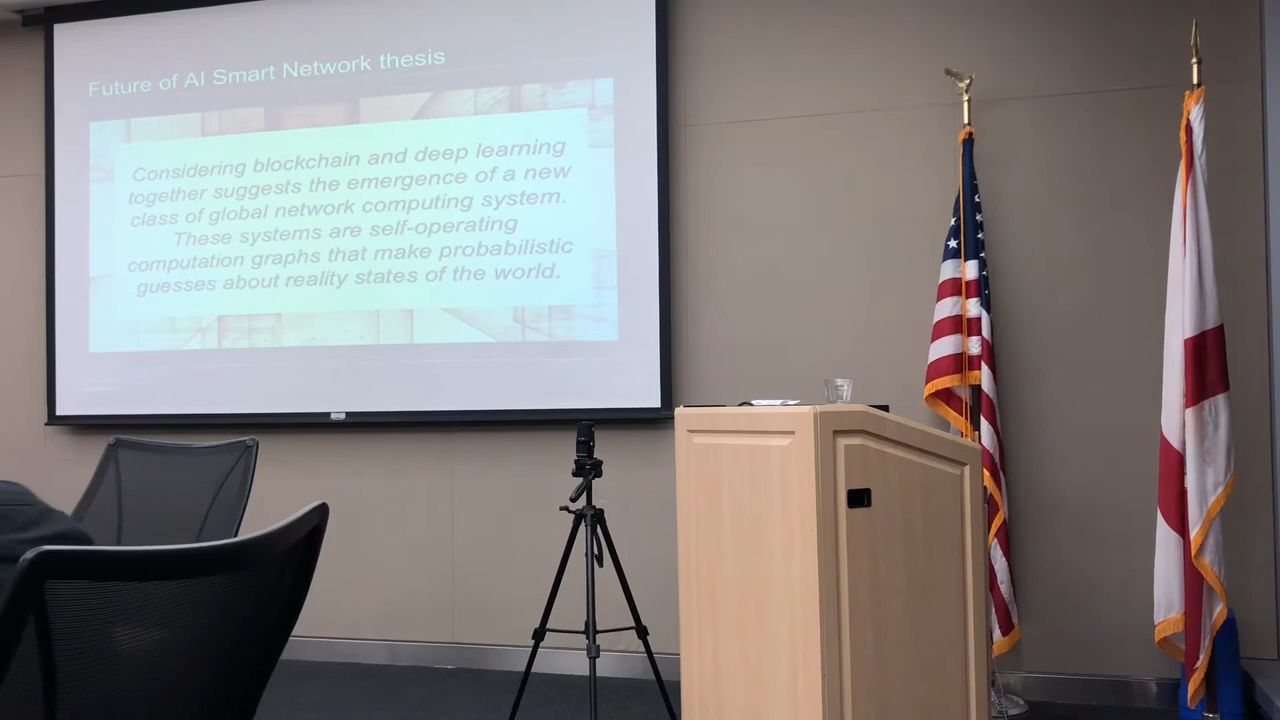 Future of AI Smart Network thesis
Considering blockchain and deep learning
together suggests the emergence of a new
class of global network computing system.
These systems are self-operating
computation graphs that make probabilistic
guesses about reality states of the world.